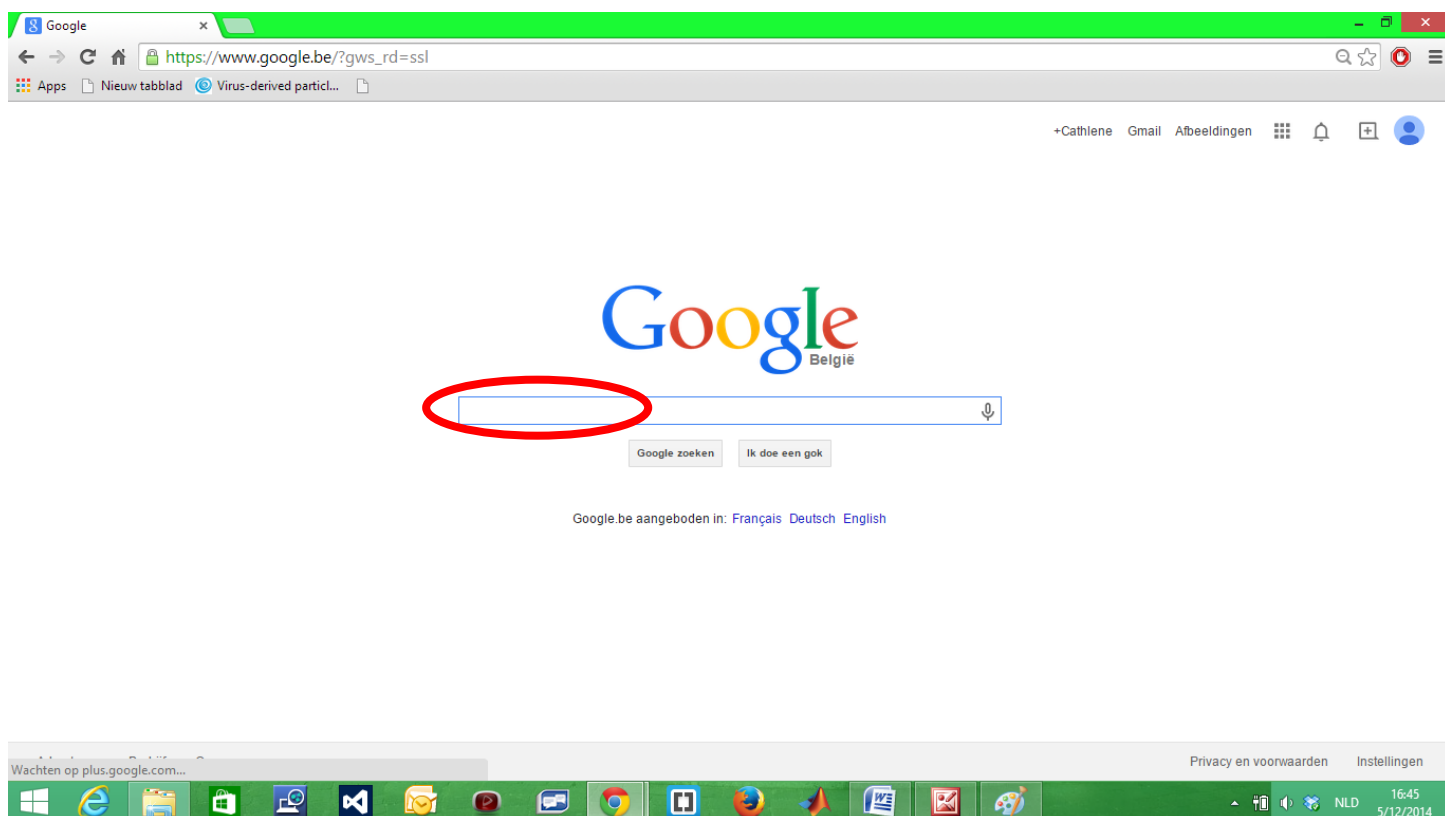 Google
https://www.google.be/?gws_rd=ssl
Apps Nieuw tabblad Virus-derived particl...
+Cathlene Gmail Afbeeldingen
Google
België
Google zoeken Ik doe een gok
Google.be aangeboden in: Français Deutsch English
Privacy en voorwaarden Instellingen
Wachten op plus.google.com...
NLD 16:45
5/12/2014